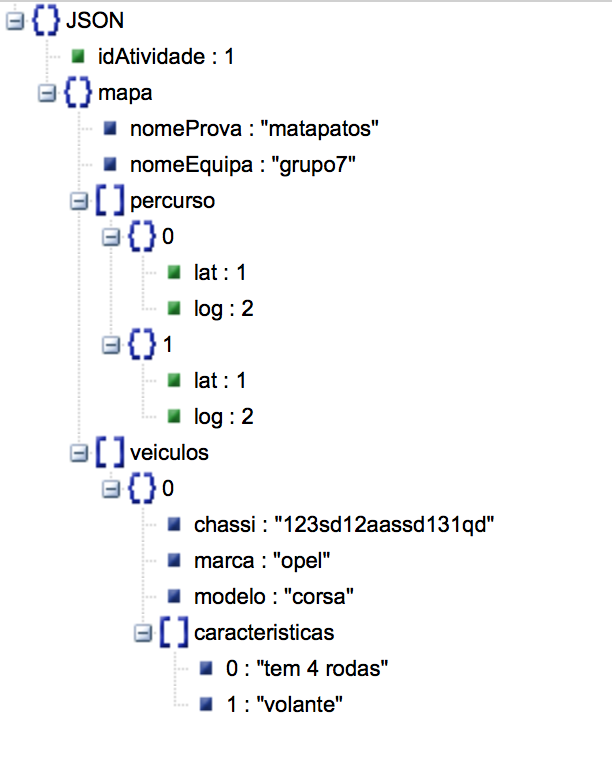 JSON
idAtividade : 1
mapa
nomeProva : "matapatos"
nomeEquipa : "grupo7"
percurso
0
lat : 1
log : 2
1
lat : 1
log : 2
veiculos
0
chassi : "123sd12aassd131qd"
marca : "opel"
modelo : "corsa"
caracteristicas
0 : "tem 4 rodas"
1 : "volante"